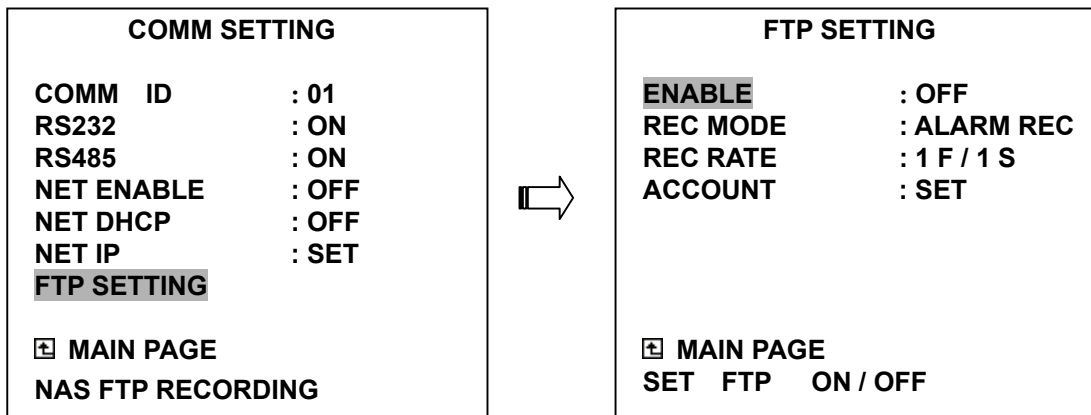 COMM SETTING
COMM ID : 01
RS232 : ON
RS485 : ON
NET ENABLE : OFF
NET DHCP : OFF
NET IP : SET
FTP SETTING
MAIN PAGE
NAS FTP RECORDING
FTP SETTING
ENABLE : OFF
REC MODE : ALARM REC
REC RATE : 1 F / 1 S
ACCOUNT : SET
MAIN PAGE
SET FTP ON / OFF